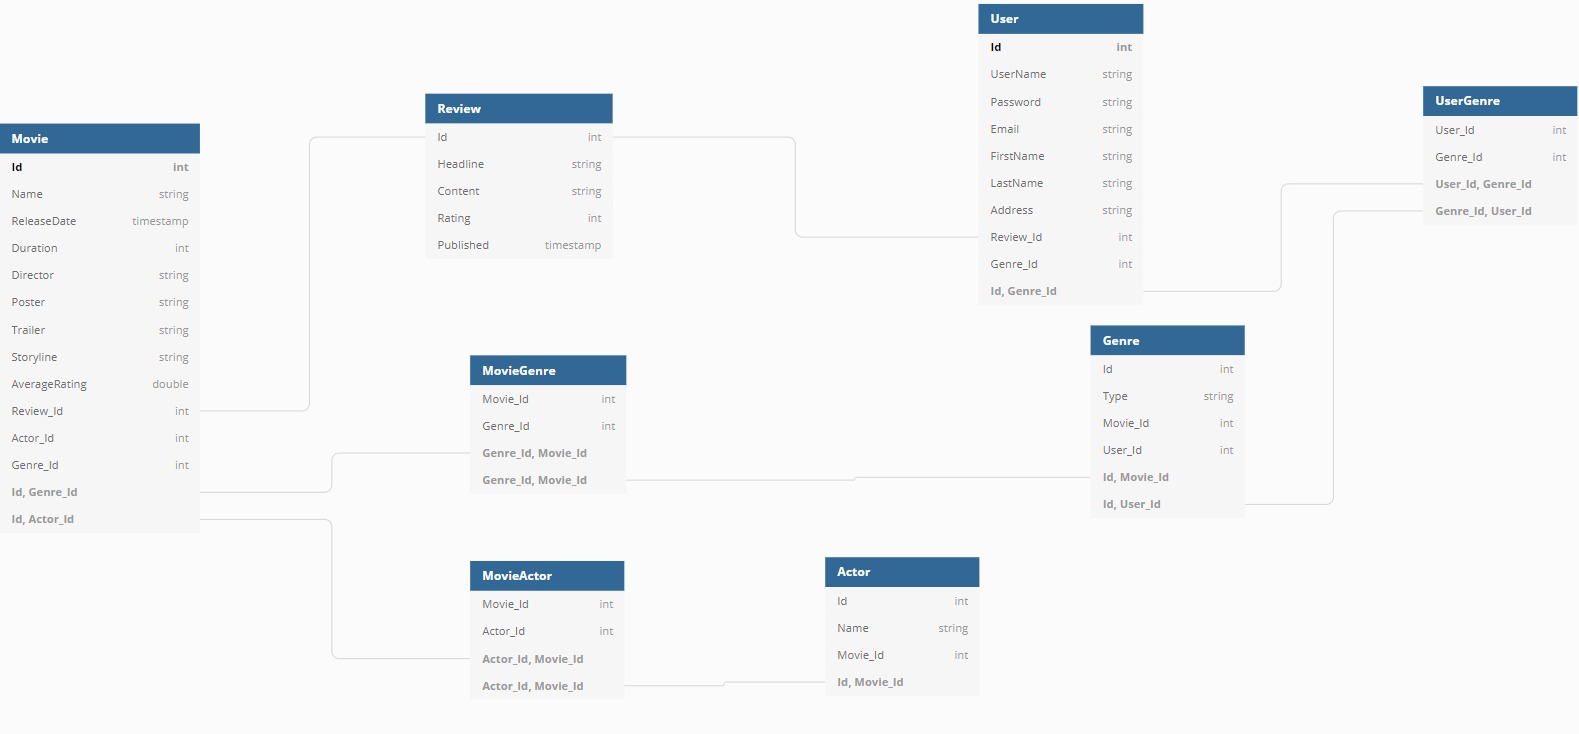 Movie
Id int
Name string
ReleaseDate timestamp
Duration int
Director string
Poster string
Trailer string
Storyline string
AverageRating double
Review_Id int
Actor_Id int
Genre_Id int
Id, Genre_Id
Id, Actor_Id
Review
Id int
Headline string
Content string
Rating int
Published timestamp
MovieGenre
Movie_Id int
Genre_Id int
Genre_Id, Movie_Id
Genre_Id, Movie_Id
MovieActor
Movie_Id int
Actor_Id int
Actor_Id, Movie_Id
Actor_Id, Movie_Id
Actor
Id int
Name string
Movie_Id int
Id, Movie_Id
User
Id int
UserName string
Password string
Email string
FirstName string
LastName string
Address string
Review_Id int
Genre_Id int
Id, Genre_Id
Genre
Id int
Type string
Movie_Id int
User_Id int
Id, Movie_Id
Id, User_Id
UserGenre
User_Id int
Genre_Id int
User_Id, Genre_Id
Genre_Id, User_Id